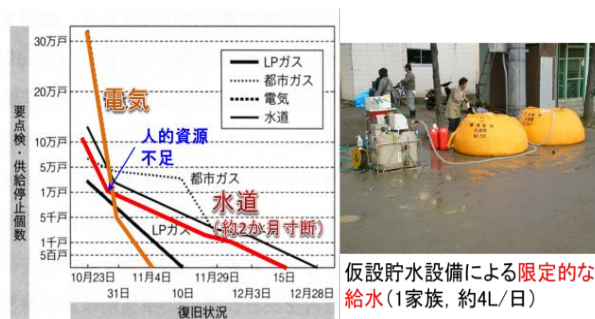 30万戸
20万戸
10万戸
5万戸
1万戸
5千戸
1千戸
5百戸
要点検・供給停止個数
LPガス
都市ガス
電気
水道
電気
人的資源
不足
都市ガス
水道
(約2か月寸断)
LPガス
10月23日
11月4日
11月29日
15日
31日
10日
12月3日
12月28日
復旧状況
仮設貯水設備による限定的な
給水(1家族，約4L/日)